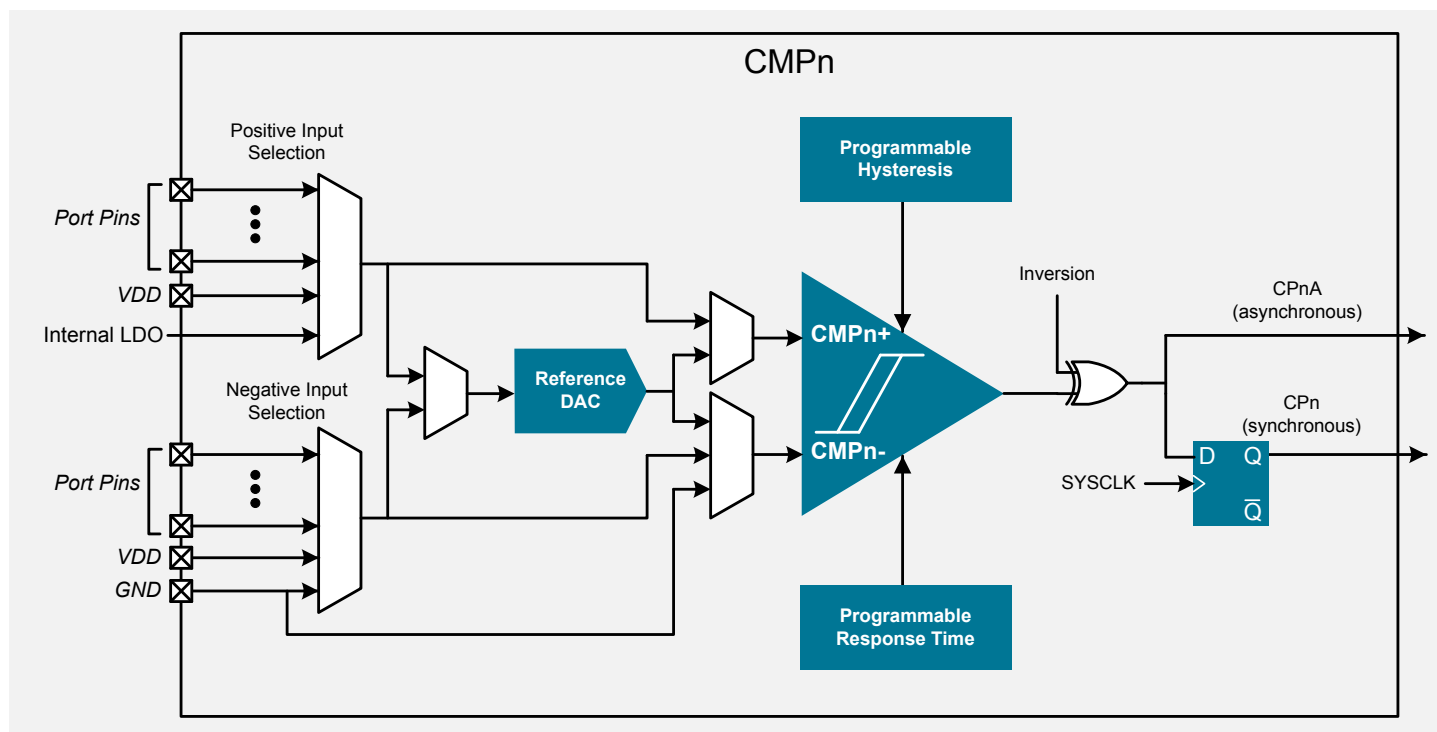 CMPn
Positive Input
Selection
Port Pins
VDD
Internal LDO
Negative Input
Selection
Port Pins
VDD
GND
Reference
DAC
Programmable
Hysteresis
CMPn+
CMPn-
Programmable
Response Time
Inversion
CPnA
(asynchronous)
CPn
(synchronous)
SYSCLK
D Q
Q̅